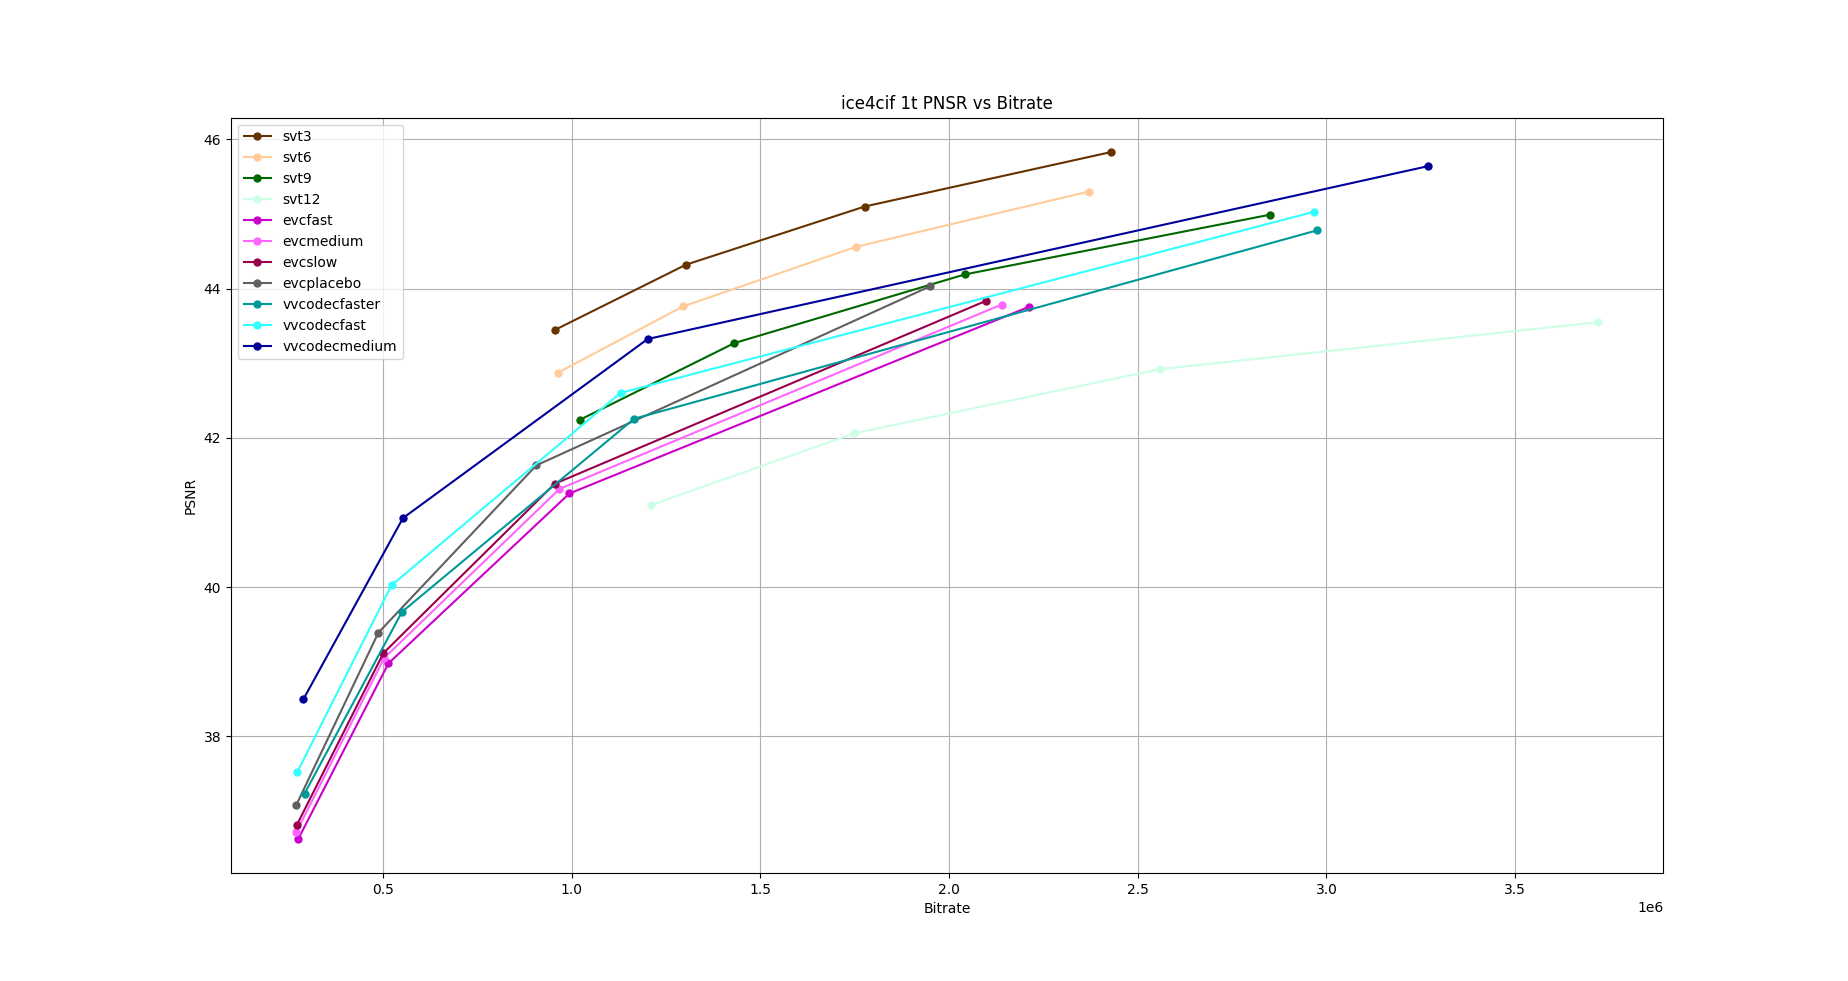 ice4cif 1t PNSR vs Bitrate
svt3
svt6
svt9
svt12
evcfast
evcmedium
evcslow
evcplacebo
vvcodecfaster
vvcodecfast
vvcodecmedium
46
44
42
40
38
PSNR
0.5 1.0 1.5 2.0 2.5 3.0 3.5
Bitrate
1e6